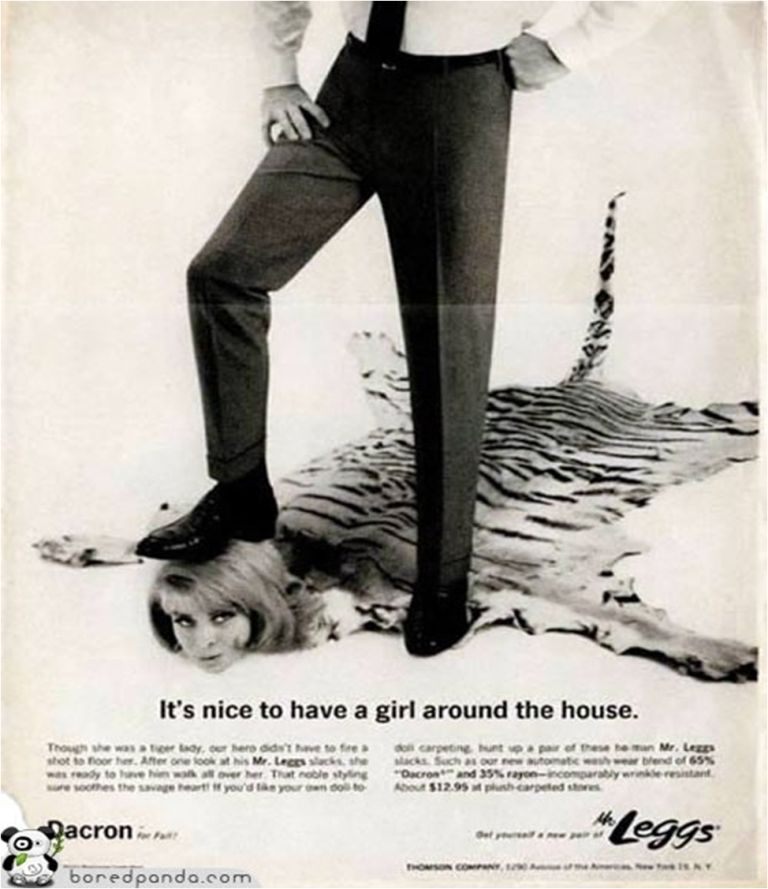 It's nice to have a girl around the house.
Though she was a tiger lady, our hero didn't have to fire a
shot to floor her. After one look at his Mr. Leggs slacks, she
was ready to have him walk all over her. That noble styling
sure soothes the savage heart! If you'd like your own doll-to-
doll carpeting, hunt up a pair of these he-man Mr. Leggs
slacks. Such as our new automatic wash-wear blend of 65%
"Dacron®" and 35% rayon—incomparably wrinkle-resistant.
About $12.95 at plush-carpeted stores.
Dacron for Fall!
Get yourself a new pair of Mr. Leggs
THOMSON COMPANY, 1290 Avenue of the Americas, New York 19, N. Y.
boredpanda.com